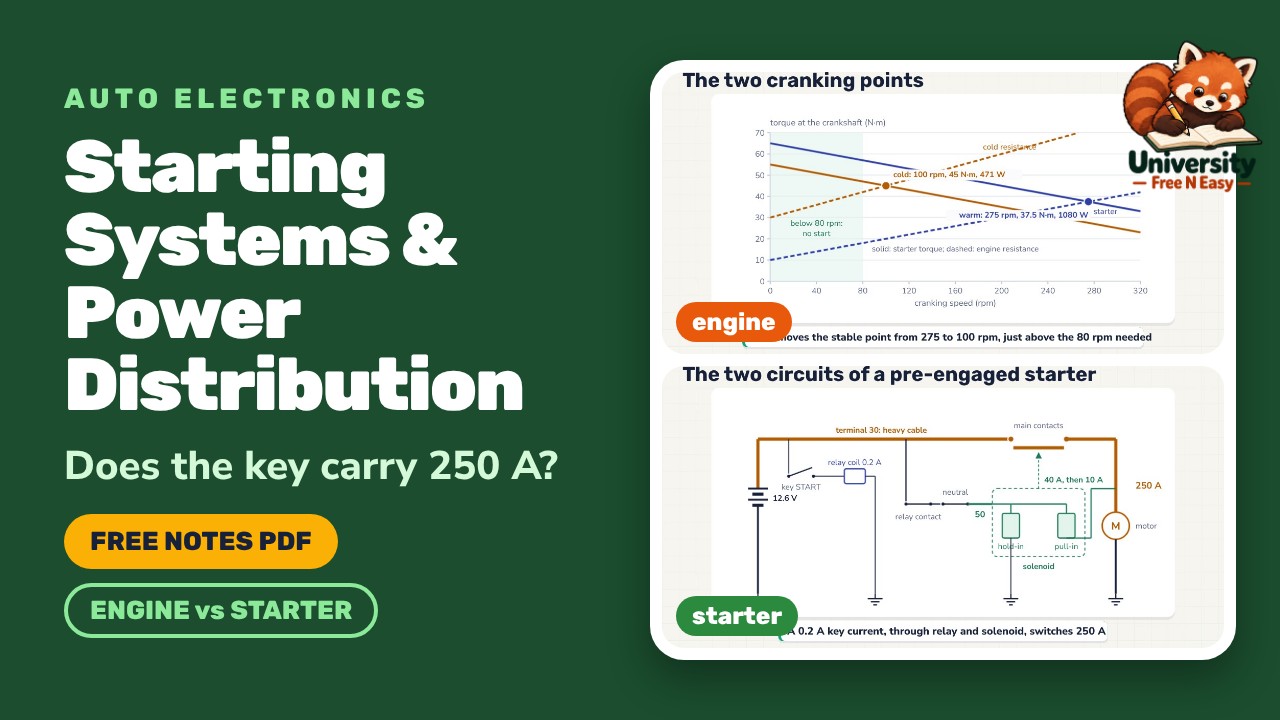 AUTO ELECTRONICS
Starting
Systems &
Power
Distribution
Does the key carry 250 A?
FREE NOTES PDF
ENGINE vs STARTER
The two cranking points
torque at the crankshaft (N·m)
70
60
50
40
30
20
10
0
cold resistance
cold: 100 rpm, 45 N·m, 471 W
warm: 275 rpm, 37.5 N·m, 1080 W
starter
below 80 rpm:
no start
solid: starter torque; dashed: engine resistance
0 40 80 120 160 200 240 280 320
cranking speed (rpm)
engine
moves the stable point from 275 to 100 rpm, just above the 80 rpm needed
University
Free N Easy
The two circuits of a pre-engaged starter
terminal 30: heavy cable
main contacts
relay coil 0.2 A
key START
12.6 V
40 A, then 10 A
250 A
neutral
relay contact
50
M
motor
hold-in
pull-in
solenoid
starter
A 0.2 A key current, through relay and solenoid, switches 250 A